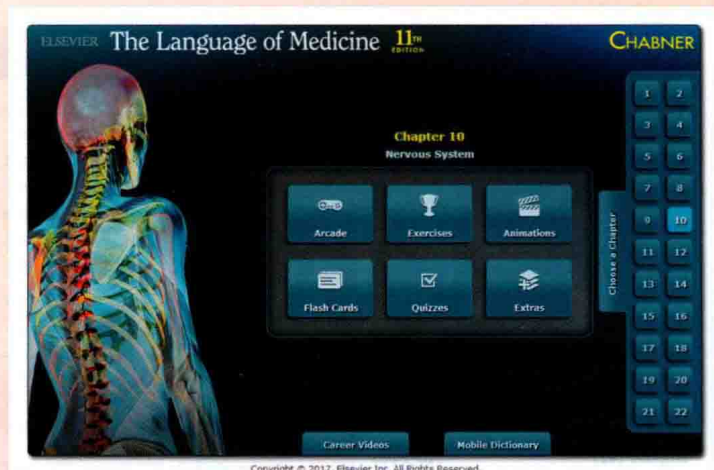 ELSEVIER The Language of Medicine 11TH EDITION CHABNER
Chapter 10
Nervous System
Arcade Exercises Animations
Flash Cards Quizzes Extras
Choose a Chapter
1 2
3 4
5 6
7 8
9 10
11 12
13 14
15 16
17 18
19 20
21 22
Career Videos Mobile Dictionary
Copyright © 2017, Elsevier Inc. All Rights Reserved.